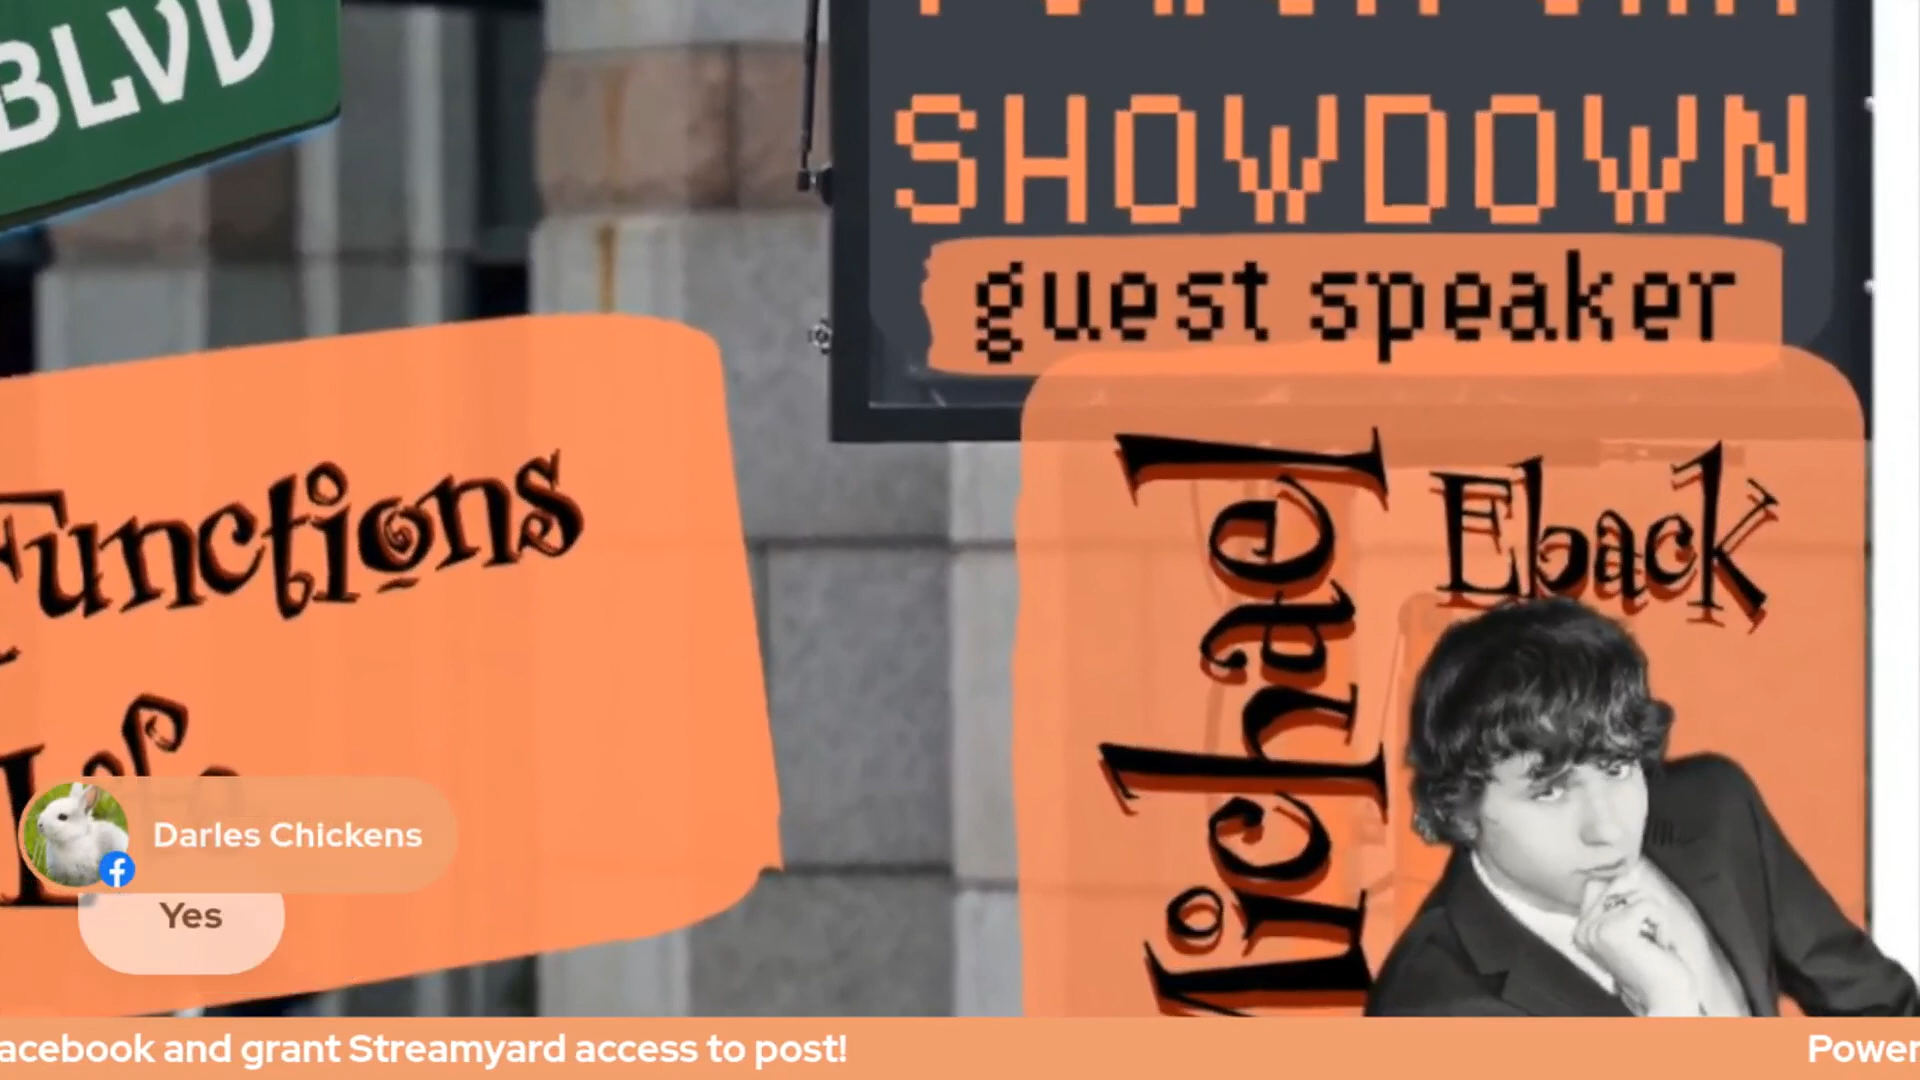 BLVD
SHOWDOWN
guest speaker
Functions
Michael
Eback
Darles Chickens
Yes
acebook and grant Streamyard access to post!
Power